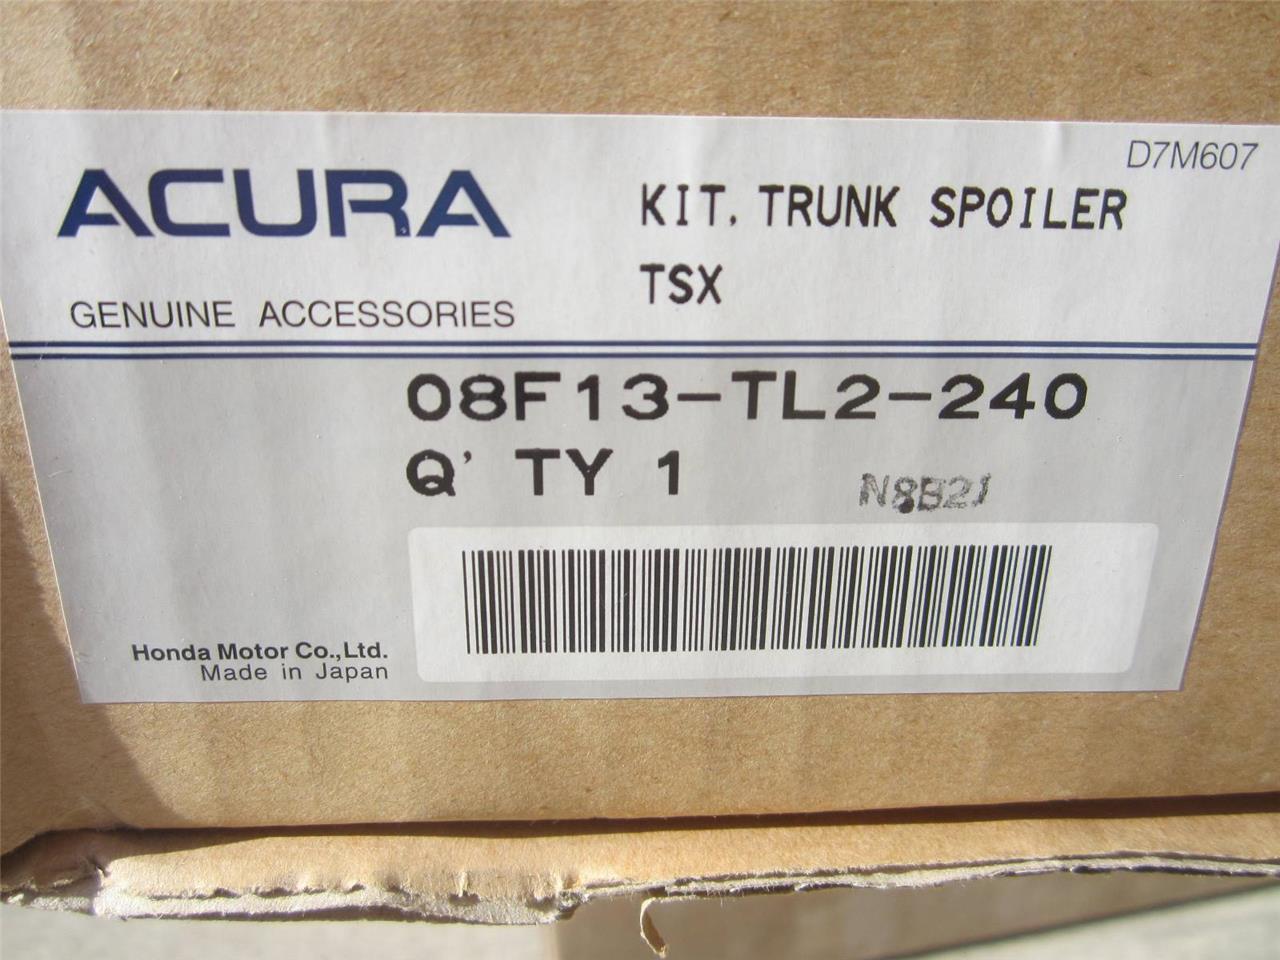 D7M607
ACURA
GENUINE ACCESSORIES
KIT, TRUNK SPOILER
TSX
08F13-TL2-240
Q' TY 1
N8B21
Honda Motor Co.,Ltd.
Made in Japan